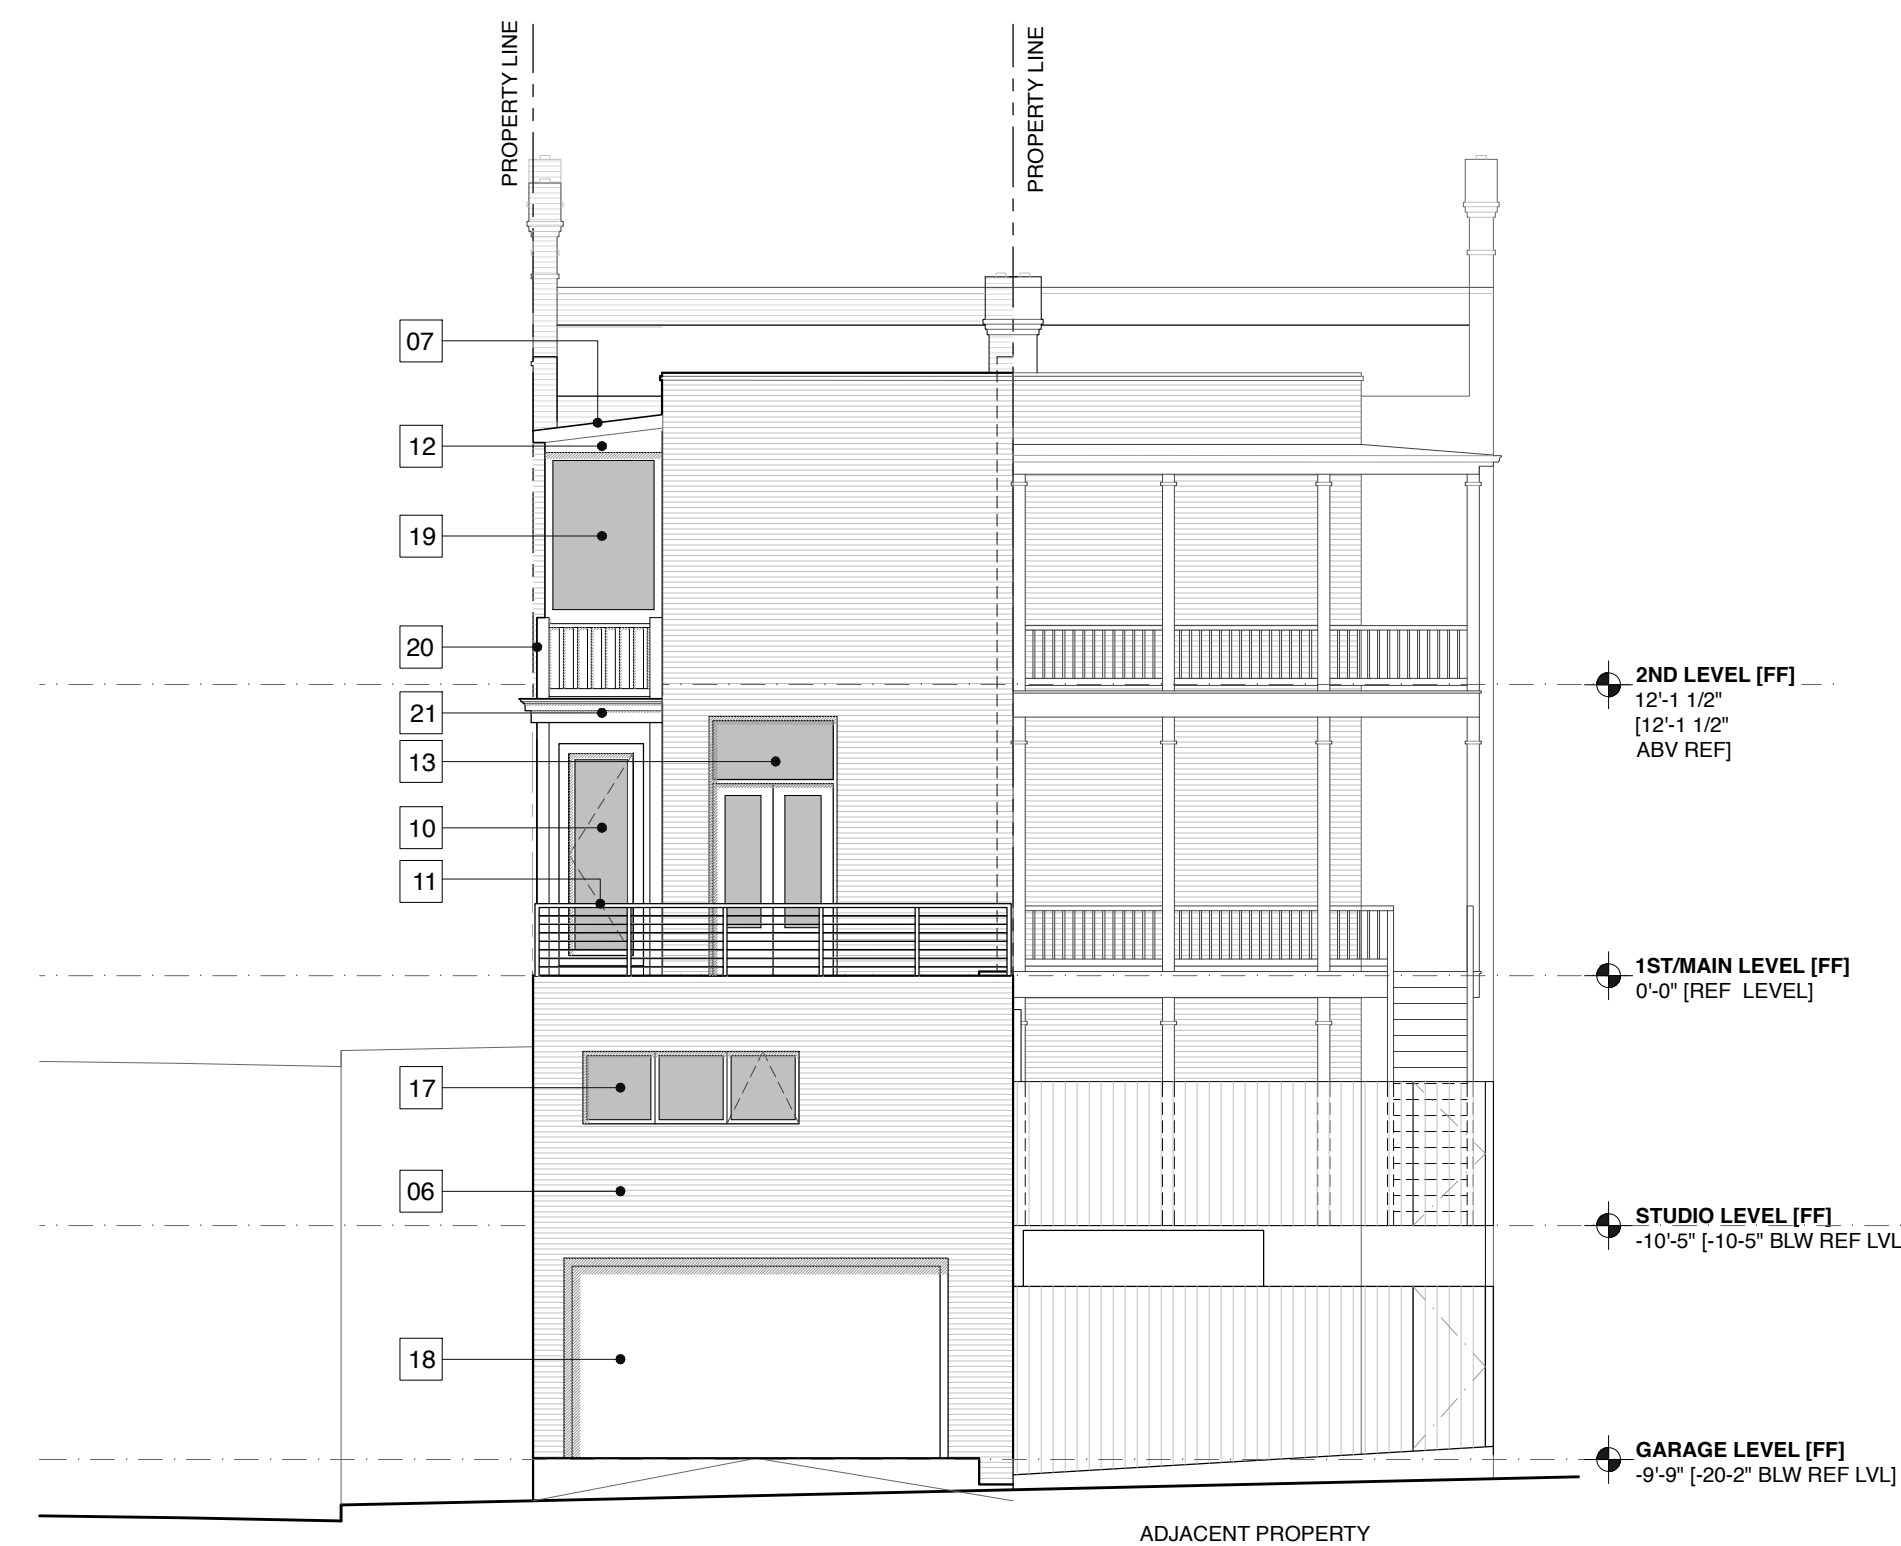 PROPERTY LINE
PROPERTY LINE
07
12
19
20
21
13
10
11
17
06
18
2ND LEVEL [FF]
12'-1 1/2"
[12'-1 1/2"
ABV REF]
1ST/MAIN LEVEL [FF]
0'-0" [REF LEVEL]
STUDIO LEVEL [FF]
-10'-5" [-10-5" BLW REF LVL
GARAGE LEVEL [FF]
-9'-9" [-20-2" BLW REF LVL]
ADJACENT PROPERTY